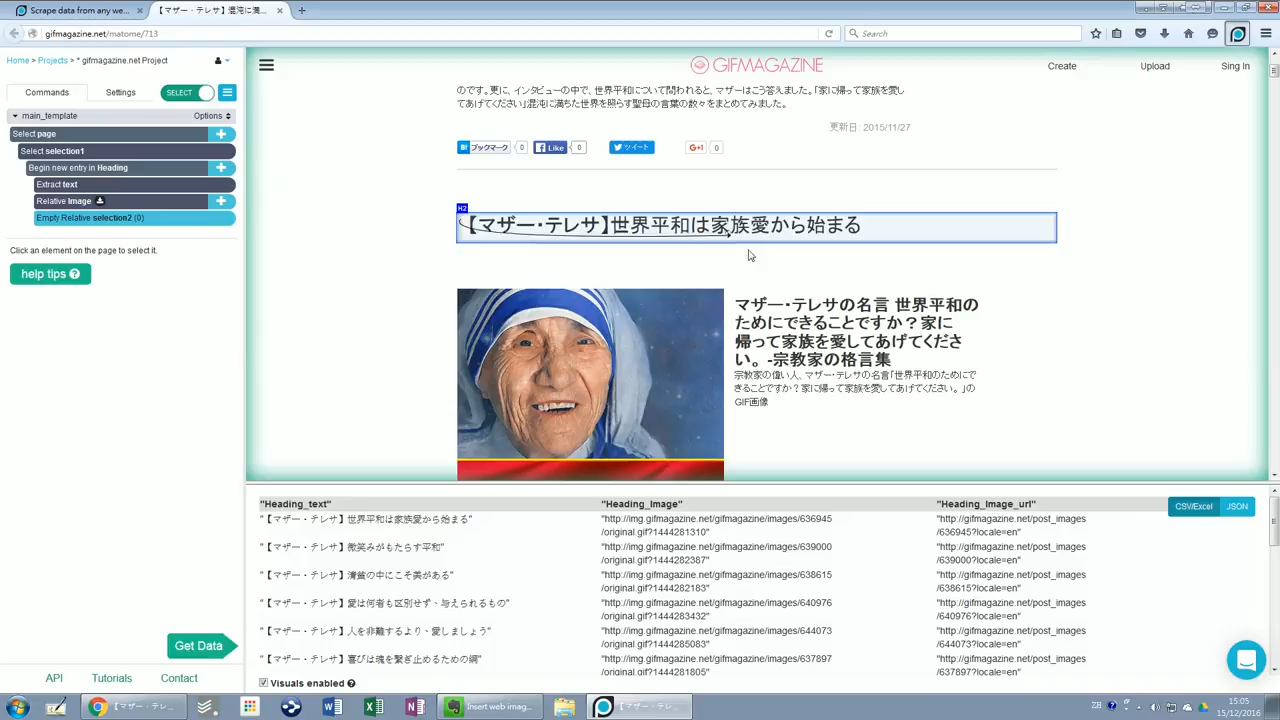 Scrape data from any we...
【マザー・テレサ】混沌に満...
gifmagazine.net/matome/713
Search
Home > Projects > * gifmagazine.net Project
Commands
Settings
SELECT
main_template
Options
Select page
Select selection1
Begin new entry in Heading
Extract text
Relative Image
Empty Relative selection2 (0)
Click an element on the page to select it.
help tips
Get Data
API
Tutorials
Contact
GIFMAGAZINE
Create
Upload
Sing In
のです。更に、インタビューの中で、世界平和について問われると、マザーはこう答えました。「家に帰って家族を愛し
てあげてください」混沌に満ちた世界を照らす聖母の言葉の数々をまとめてみました。
更新日: 2015/11/27
B! ブックマーク 0
Like 0
ツイート
G+1 0
H2
【マザー・テレサ】世界平和は家族愛から始まる
マザー・テレサの名言 世界平和の
ためにできることですか？家に
帰って家族を愛してあげてくださ
い。 -宗教家の格言集
宗教家の偉い人、マザー・テレサの名言「世界平和のためにで
きることですか？家に帰って家族を愛してあげてください。」の
GIF画像
"Heading_text"
"Heading_Image"
"Heading_Image_url"
CSV/Excel
JSON
"【マザー・テレサ】世界平和は家族愛から始まる"
"http://img.gifmagazine.net/gifmagazine/images/636945
/original.gif?1444281310"
"http://gifmagazine.net/post_images
/636945?locale=en"
"【マザー・テレサ】微笑みがもたらす平和"
"http://img.gifmagazine.net/gifmagazine/images/639000
/original.gif?1444282387"
"http://gifmagazine.net/post_images
/639000?locale=en"
"【マザー・テレサ】清貧の中にこそ美がある"
"http://img.gifmagazine.net/gifmagazine/images/638615
/original.gif?1444282183"
"http://gifmagazine.net/post_images
/638615?locale=en"
"【マザー・テレサ】愛は何者も区別せず、与えられるもの"
"http://img.gifmagazine.net/gifmagazine/images/640976
/original.gif?1444283432"
"http://gifmagazine.net/post_images
/640976?locale=en"
"【マザー・テレサ】人を非難するより、愛しましょう"
"http://img.gifmagazine.net/gifmagazine/images/644073
/original.gif?1444285083"
"http://gifmagazine.net/post_images
/644073?locale=en"
"【マザー・テレサ】喜びは魂を繋ぎ止めるための綱"
"http://img.gifmagazine.net/gifmagazine/images/637897
/original.gif?1444281805"
"http://gifmagazine.net/post_images
/637897?locale=en"
Visuals enabled
【マザー・テレ...
Insert web imag...
【マザー・テレ...
ZH
15:05
15/12/2016